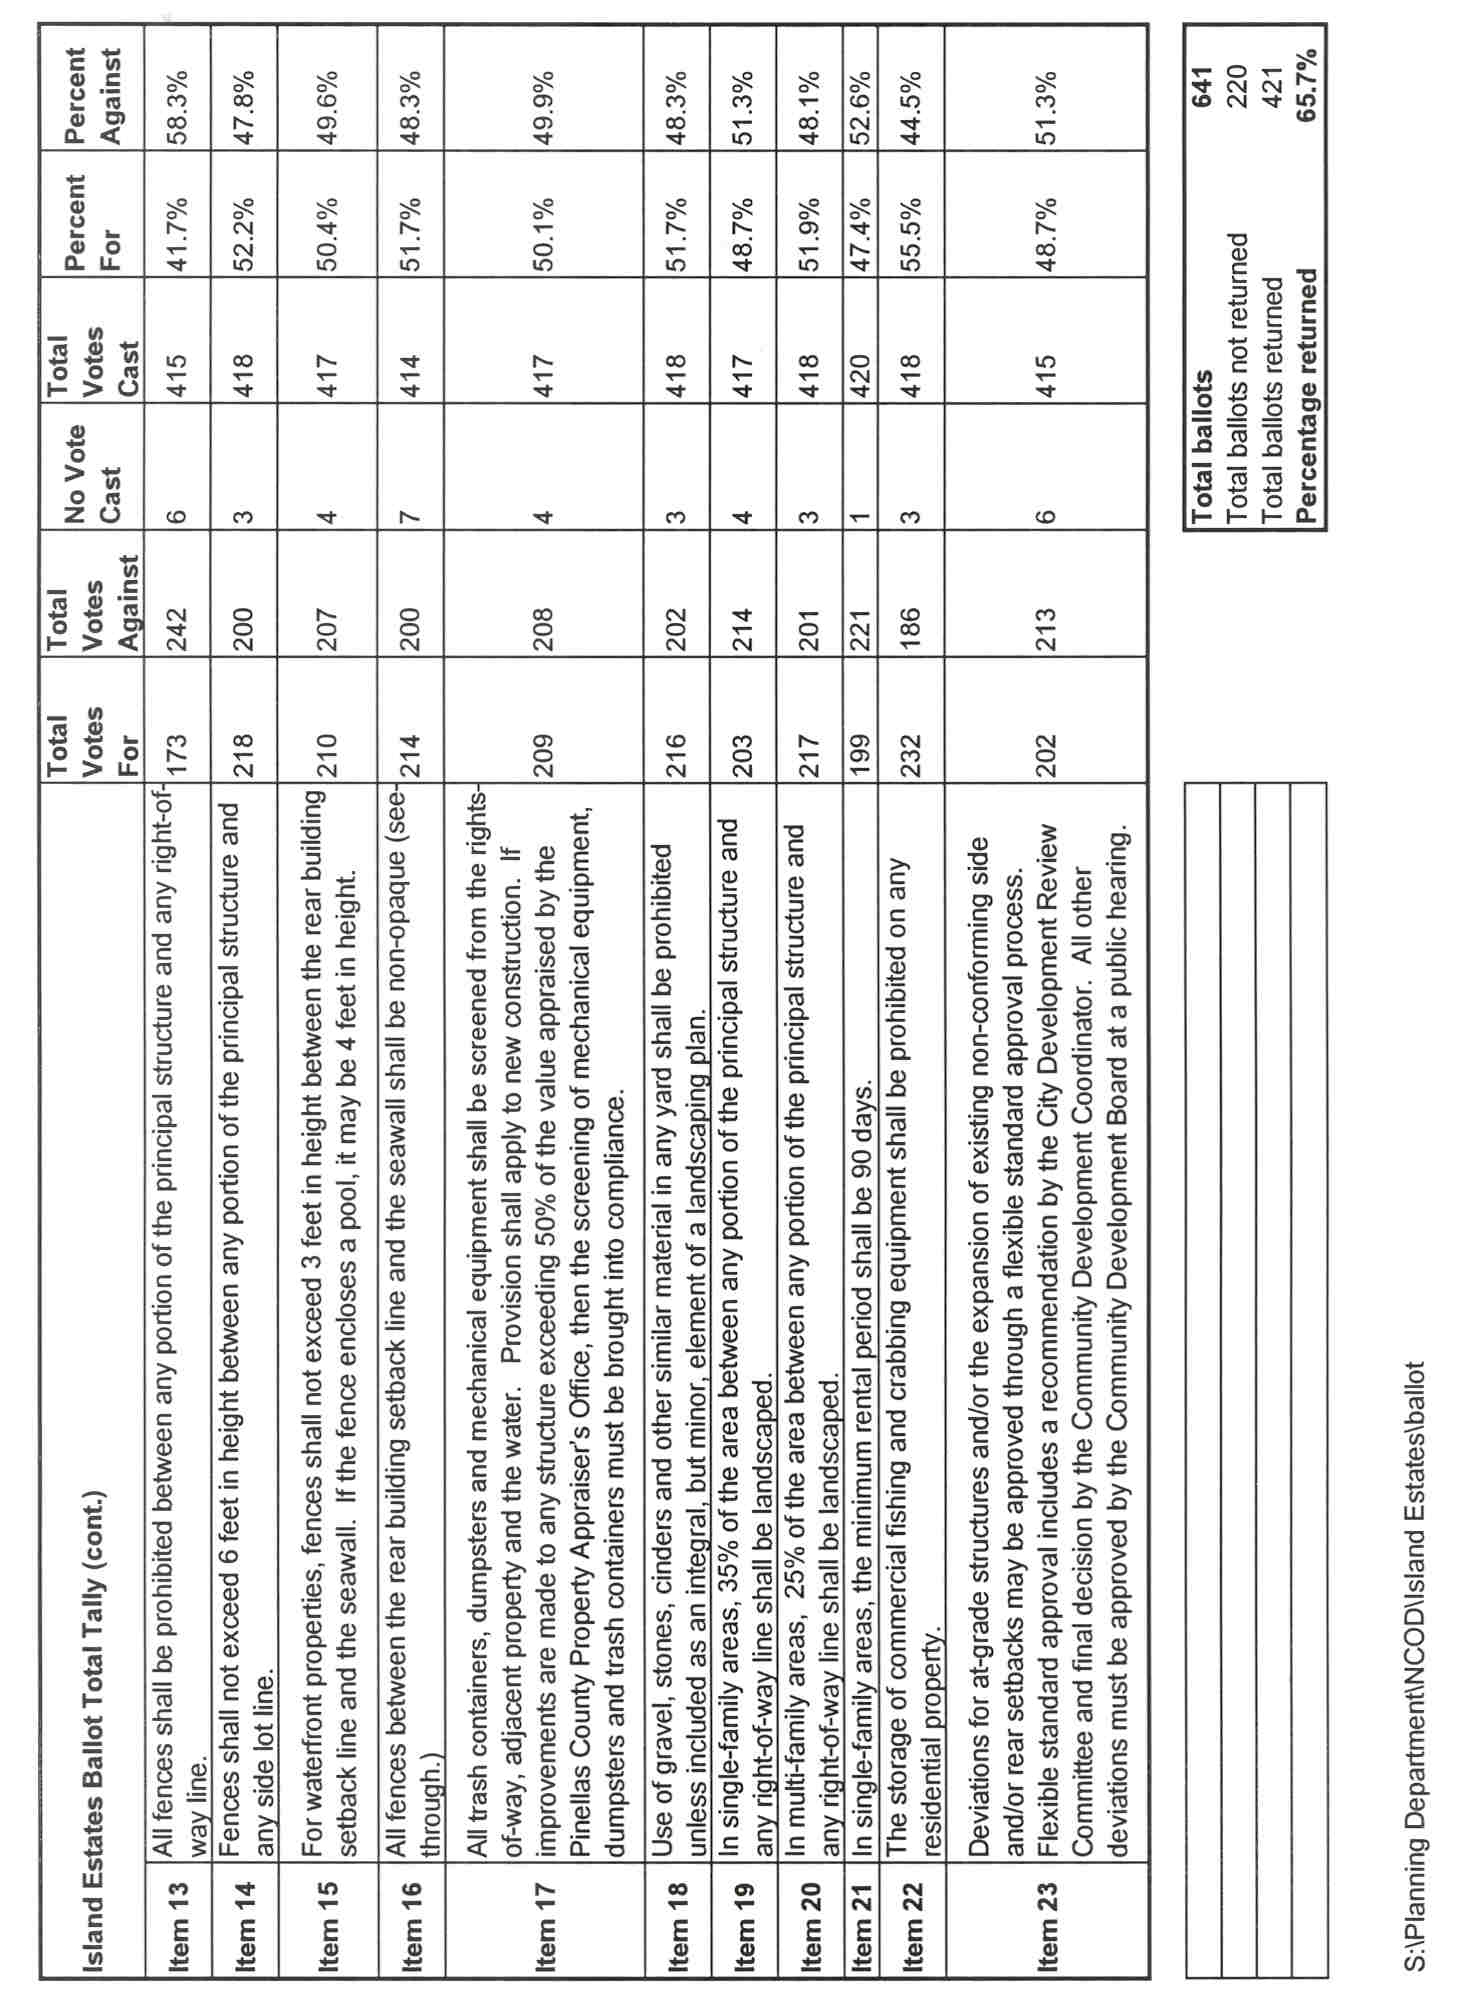 Island Estates Ballot Total Tally (cont.)
Total Votes For
Total Votes Against
No Vote Cast
Total Votes Cast
Percent For
Percent Against
Item 13
All fences shall be prohibited between any portion of the principal structure and any right-of-
way line.
173 242 6 415 41.7% 58.3%
Item 14
Fences shall not exceed 6 feet in height between any portion of the principal structure and
any side lot line.
218 200 3 418 52.2% 47.8%
Item 15
For waterfront properties, fences shall not exceed 3 feet in height between the rear building
setback line and the seawall. If the fence encloses a pool, it may be 4 feet in height.
210 207 4 417 50.4% 49.6%
Item 16
All fences between the rear building setback line and the seawall shall be non-opaque (see-
through.)
214 200 7 414 51.7% 48.3%
Item 17
All trash containers, dumpsters and mechanical equipment shall be screened from the rights-
of-way, adjacent property and the water. Provision shall apply to new construction. If
improvements are made to any structure exceeding 50% of the value appraised by the
Pinellas County Property Appraiser's Office, then the screening of mechanical equipment,
dumpsters and trash containers must be brought into compliance.
209 208 4 417 50.1% 49.9%
Item 18
Use of gravel, stones, cinders and other similar material in any yard shall be prohibited
unless included as an integral, but minor, element of a landscaping plan.
216 202 3 418 51.7% 48.3%
Item 19
In single-family areas, 35% of the area between any portion of the principal structure and
any right-of-way line shall be landscaped.
203 214 4 417 48.7% 51.3%
Item 20
In multi-family areas, 25% of the area between any portion of the principal structure and
any right-of-way line shall be landscaped.
217 201 3 418 51.9% 48.1%
Item 21
In single-family areas, the minimum rental period shall be 90 days.
199 221 1 420 47.4% 52.6%
Item 22
The storage of commercial fishing and crabbing equipment shall be prohibited on any
residential property.
232 186 3 418 55.5% 44.5%
Item 23
Deviations for at-grade structures and/or the expansion of existing non-conforming side
and/or rear setbacks may be approved through a flexible standard approval process.
Flexible standard approval includes a recommendation by the City Development Review
Committee and final decision by the Community Development Coordinator. All other
deviations must be approved by the Community Development Board at a public hearing.
202 213 6 415 48.7% 51.3%
Total ballots 641
Total ballots not returned 220
Total ballots returned 421
Percentage returned 65.7%
S:\Planning Department\NCOD\Island Estates\ballot